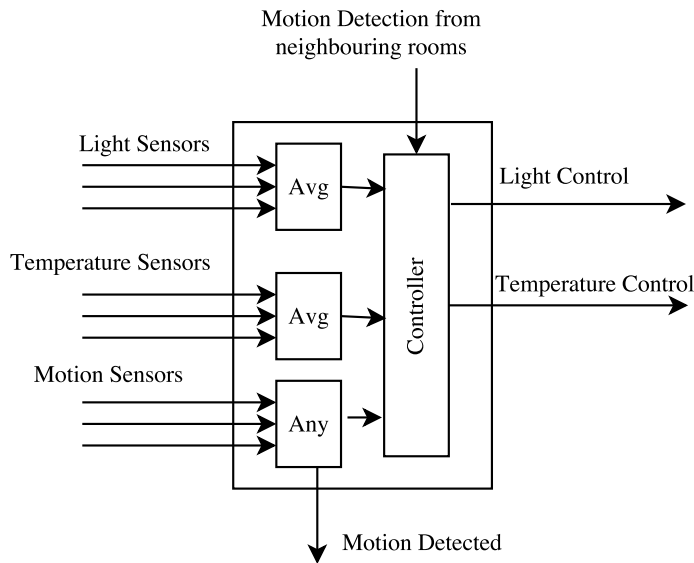 Motion Detection from
neighbouring rooms
Light Sensors
Avg
Light Control
Temperature Sensors
Avg
Controller
Temperature Control
Motion Sensors
Any
Motion Detected